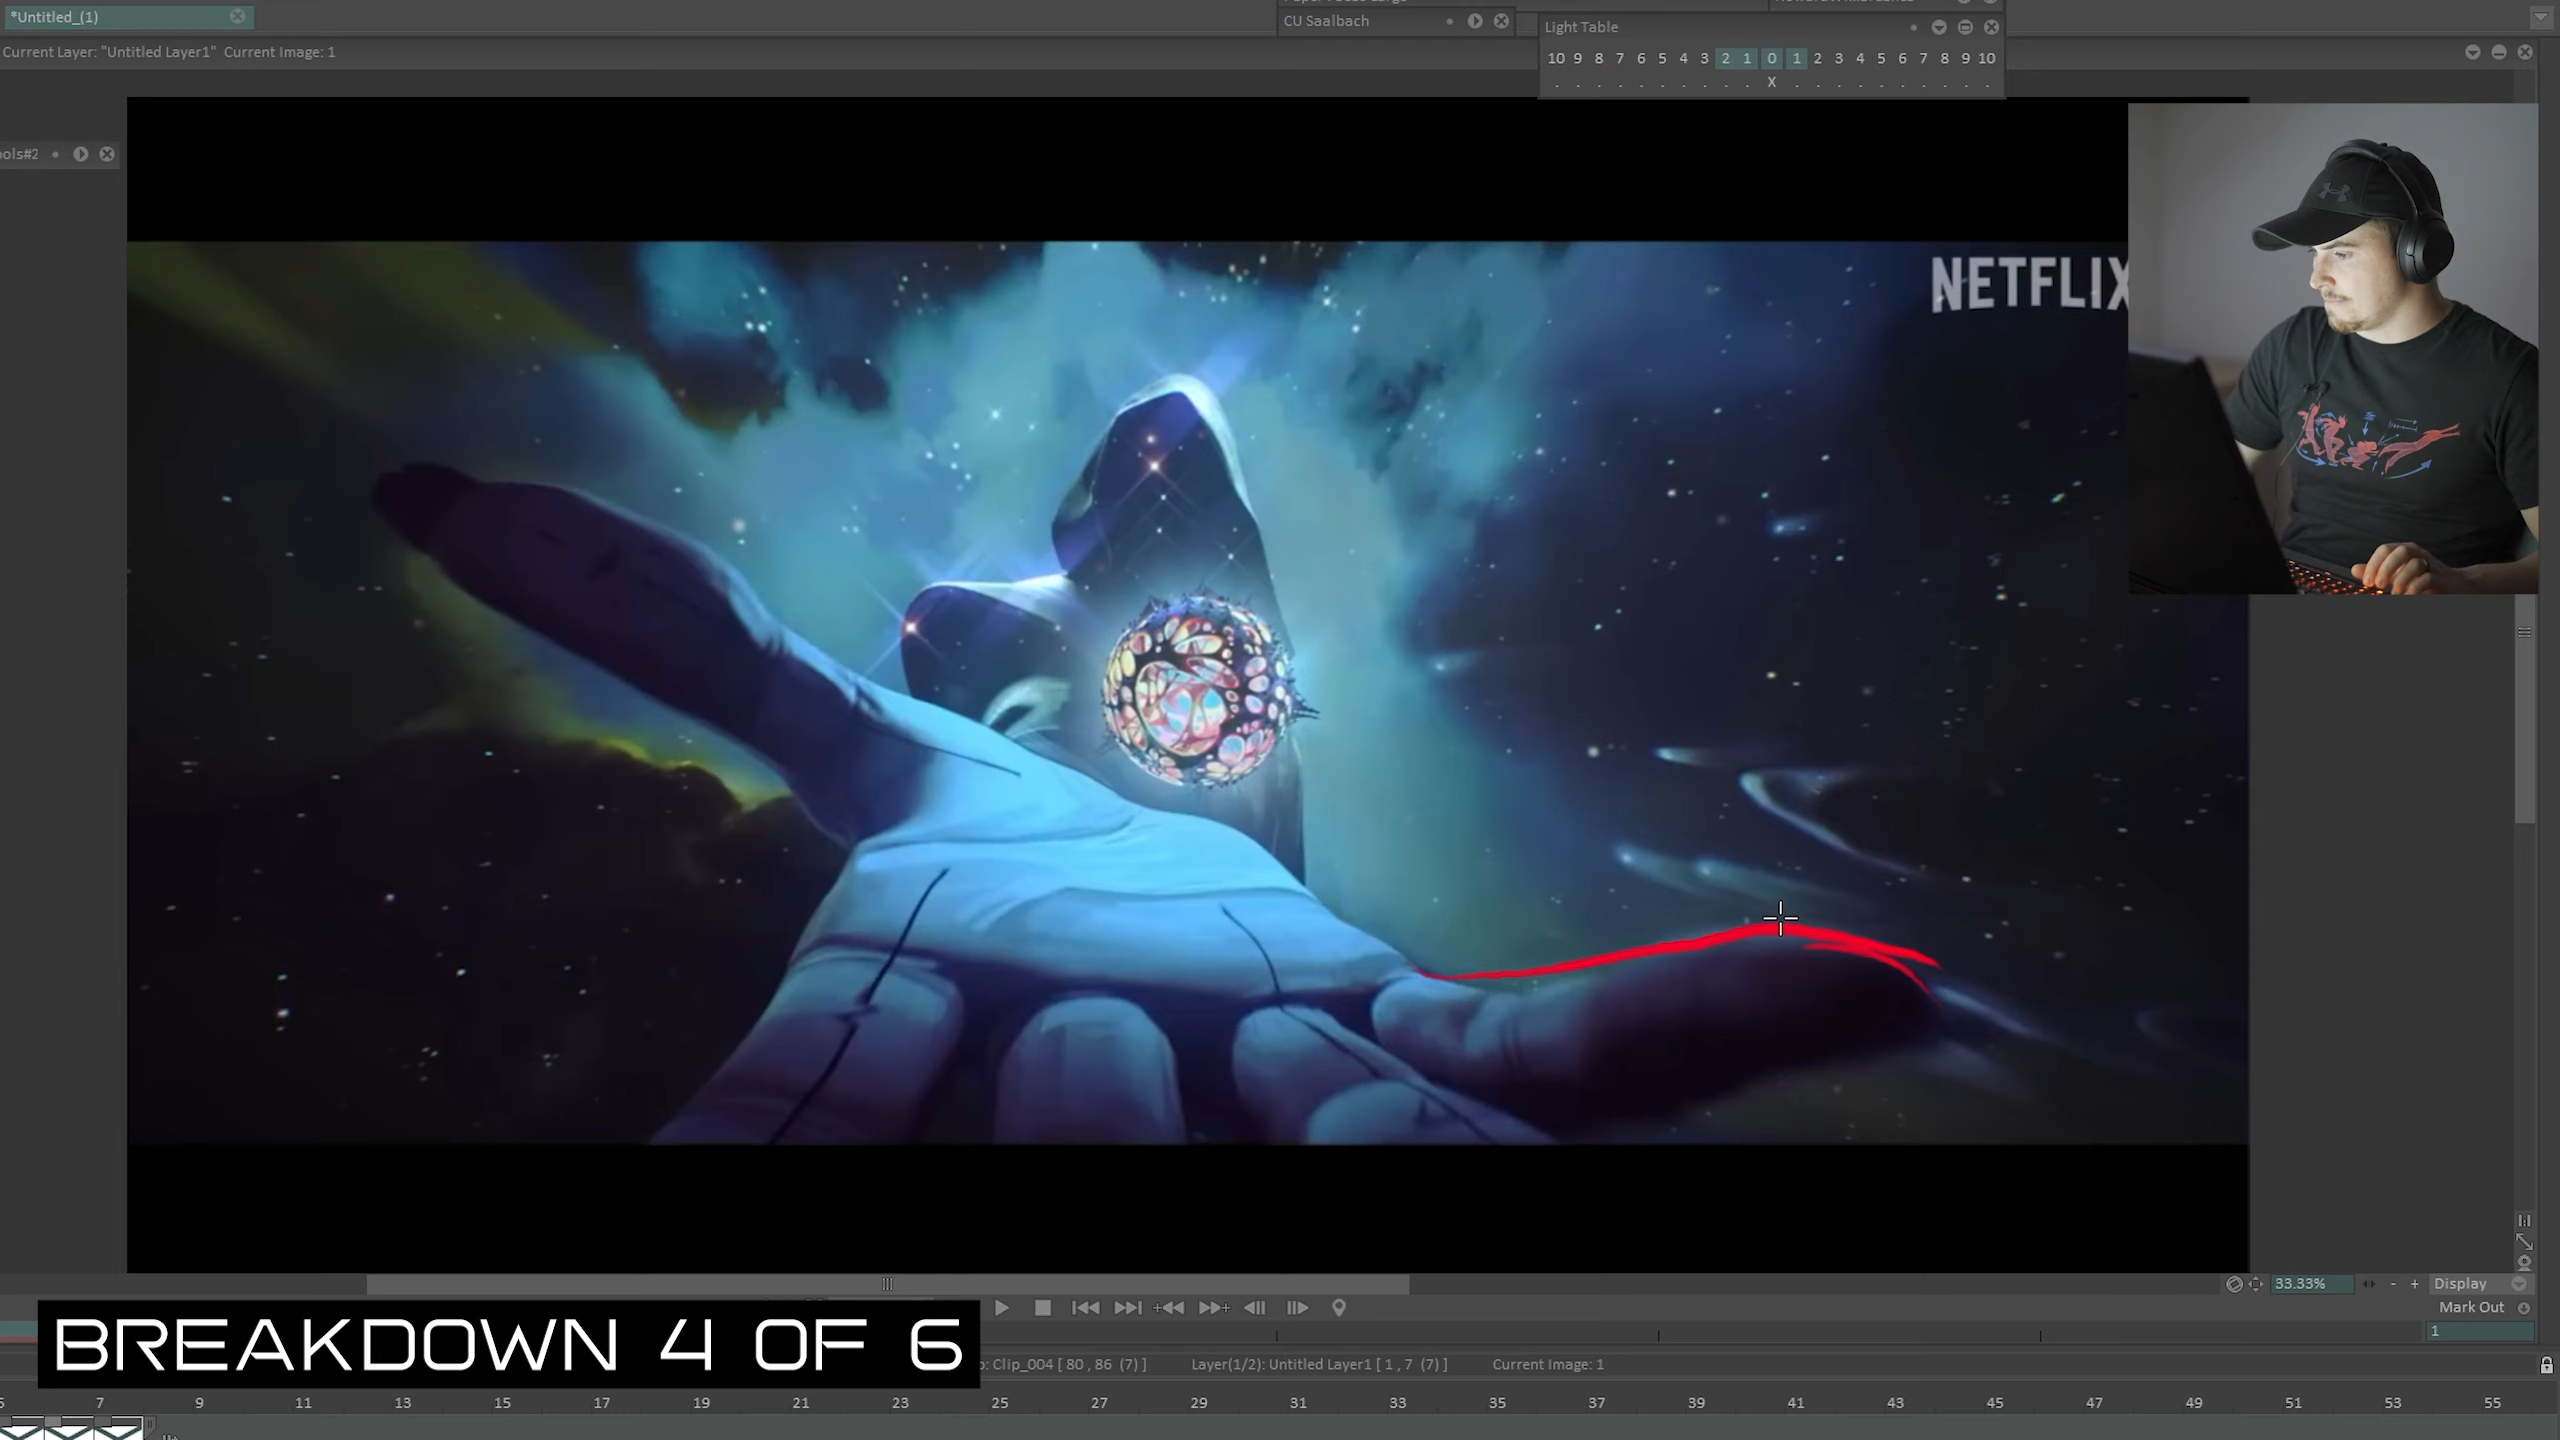 *Untitled_(1)
CU Saalbach
Light Table
Current Layer: "Untitled Layer1" Current Image: 1
10 9 8 7 6 5 4 3 2 1 0 1 2 3 4 5 6 7 8 9 10
X
ools#2
NETFLIX
33.33%
- + Display
Mark Out
1
BREAKDOWN 4 OF 6
: Clip_004 [ 80 , 86 (7) ] Layer(1/2): Untitled Layer1 [ 1 , 7 (7) ] Current Image: 1
7 9 11 13 15 17 19 21 23 25 27 29 31 33 35 37 39 41 43 45 47 49 51 53 55